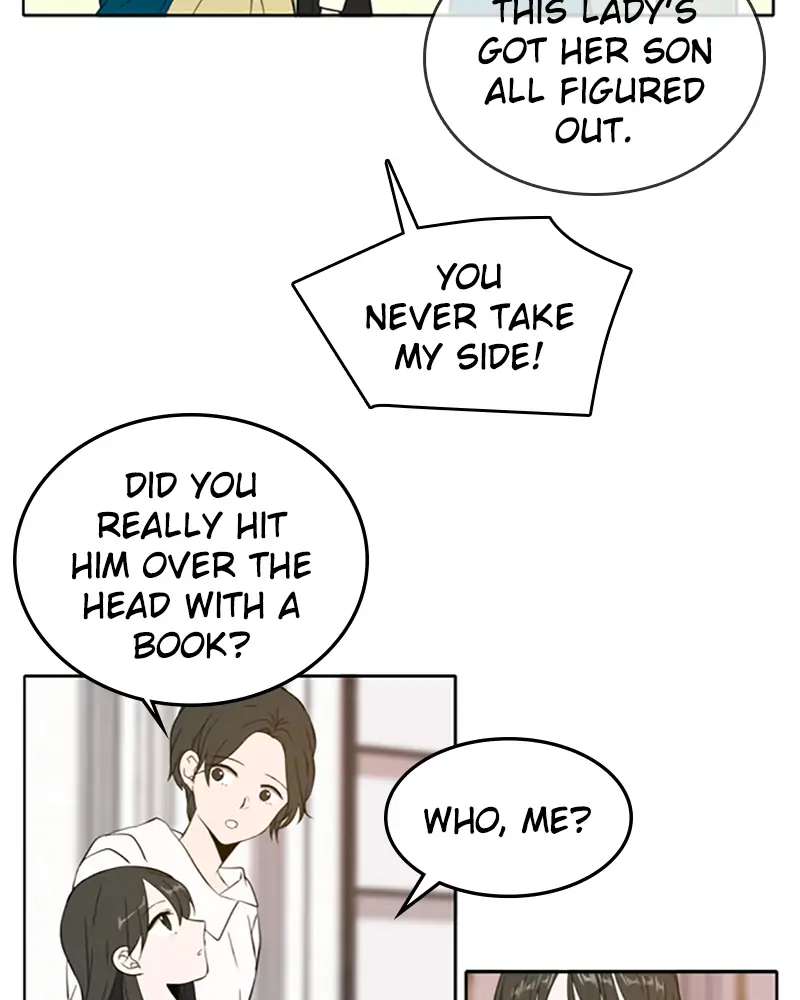 THIS LADY'S
GOT HER SON
ALL FIGURED
OUT.
YOU
NEVER TAKE
MY SIDE!
DID YOU
REALLY HIT
HIM OVER THE
HEAD WITH A
BOOK?
WHO, ME?